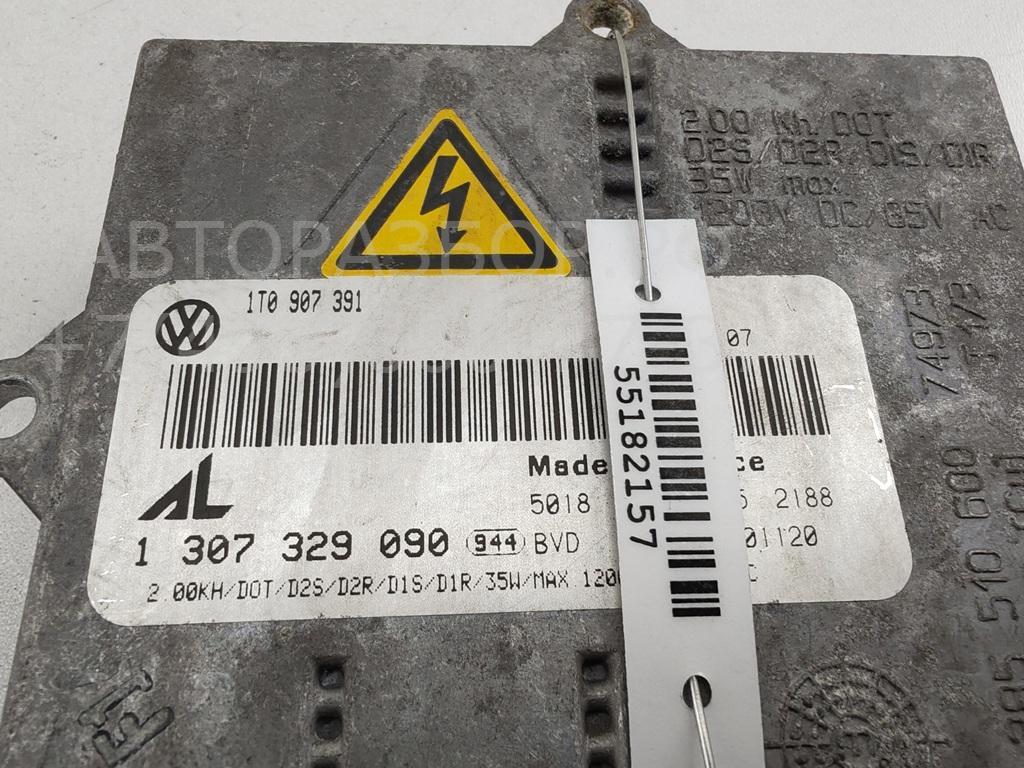 2.00 Kh/DOT
D2S/D2R/D1S/D1R
35W max
1200V DC/85V AC
АВТОРАЗБОР.
1T0 907 391
07
749/3
Made ce
5018 2188
1 307 329 090 944 BVD 01120
2.00KH/DOT/D2S/D2R/D1S/D1R/35W/MAX 120 C
55182157
510 600